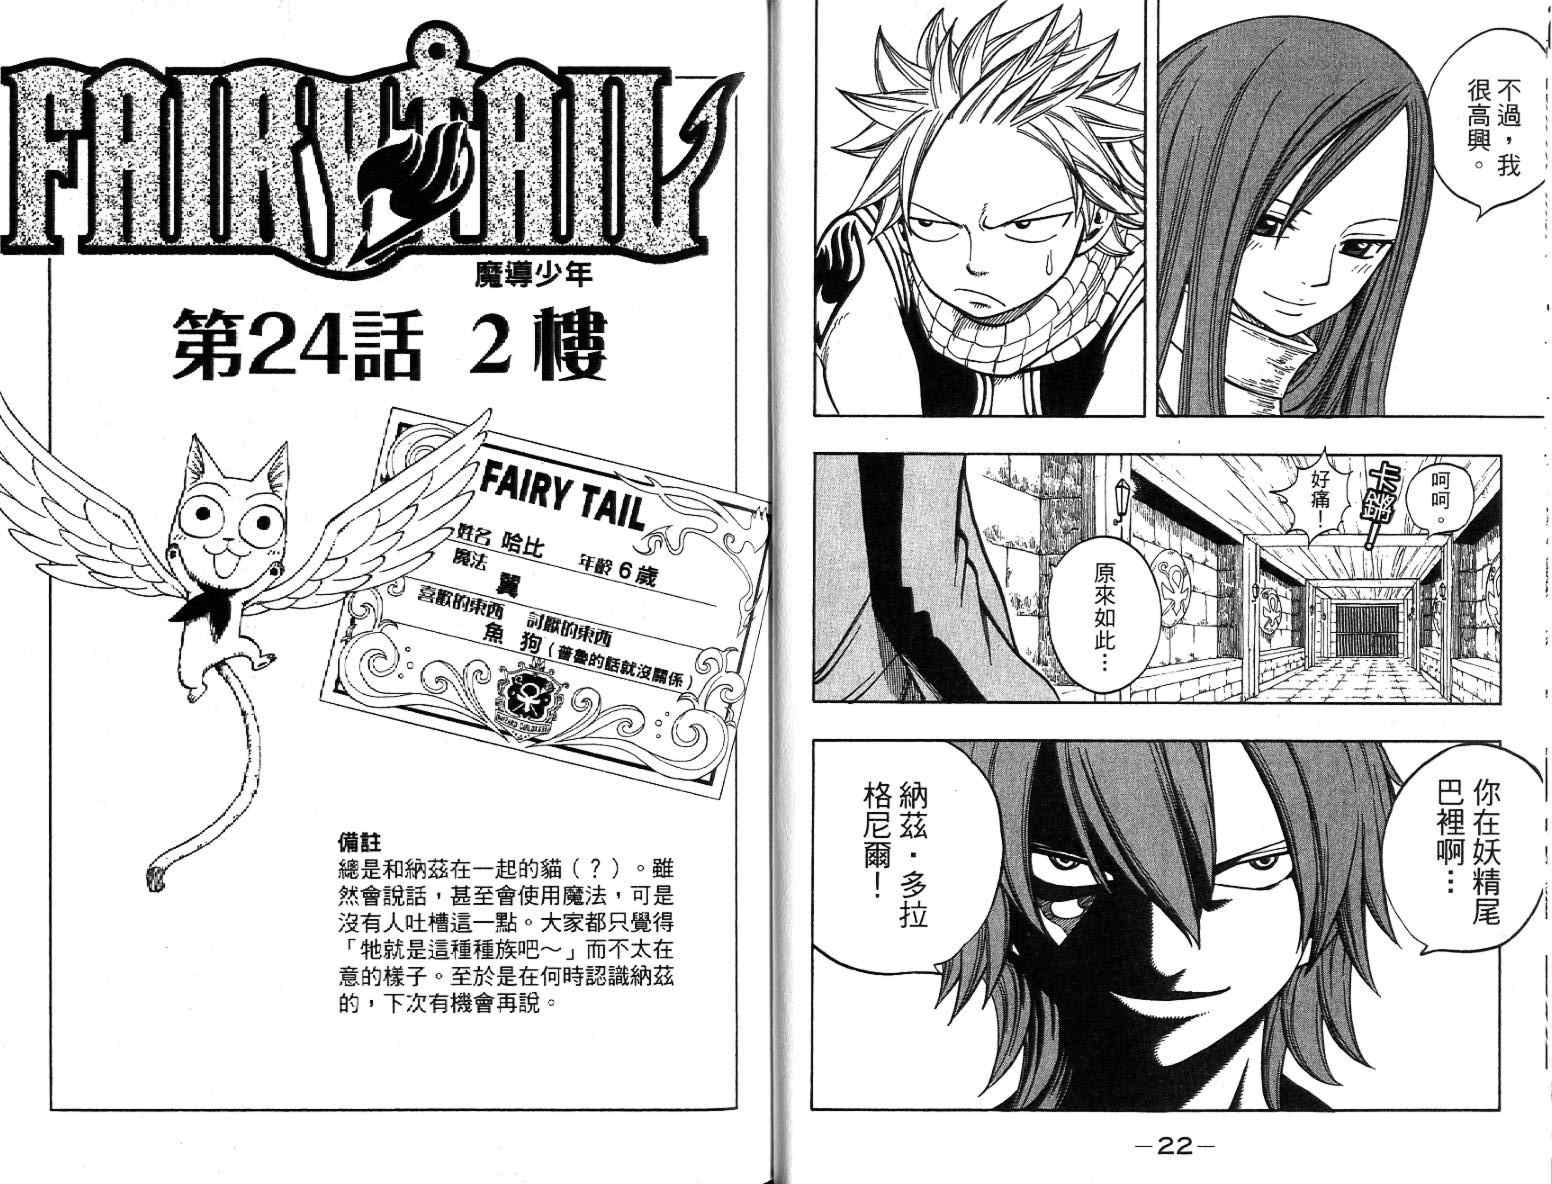 不過，我
很高興。
呵呵。
卡鏘！
好痛！
原來如此…
你在妖精尾
巴裡啊…
納茲·多拉
格尼爾！
－22－
FAIRY TAIL
魔導少年
第24話 2樓
FAIRY TAIL
姓名 哈比 年齡 6歲
魔法 翼
喜歡的東西 討厭的東西
魚 狗（普魯的話就沒關係）
備註
總是和納茲在一起的貓（？）。雖
然會說話，甚至會使用魔法，可是
沒有人吐槽這一點。大家都只覺得
「牠就是這種種族吧～」而不太在
意的樣子。至於是在何時認識納茲
的，下次有機會再說。